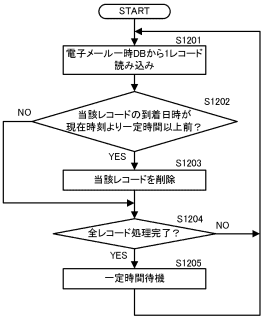 START
S1201
電子メール一時DBから1レコード
読み込み
S1202
当該レコードの到着日時が
現在時刻より一定時間以上前？
NO
YES
S1203
当該レコードを削除
S1204
全レコード処理完了？
NO
YES
S1205
一定時間待機